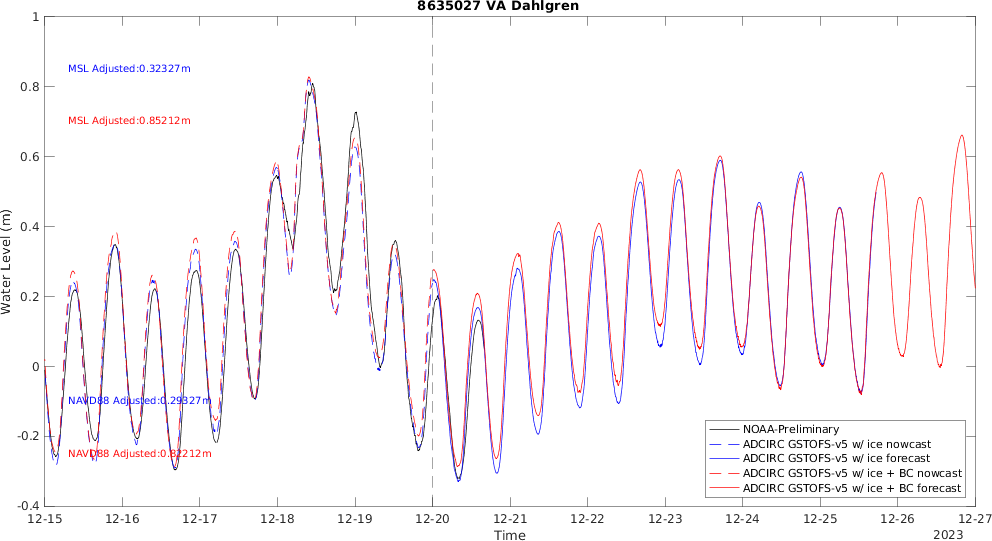 8635027 VA Dahlgren
Water Level (m)
1
0.8
0.6
0.4
0.2
0
-0.2
-0.4
MSL Adjusted:0.32327m
MSL Adjusted:0.85212m
NAVD88 Adjusted:0.29327m
NAVD88 Adjusted:0.82212m
NOAA-Preliminary
ADCIRC GSTOFS-v5 w/ ice nowcast
ADCIRC GSTOFS-v5 w/ ice forecast
ADCIRC GSTOFS-v5 w/ ice + BC nowcast
ADCIRC GSTOFS-v5 w/ ice + BC forecast
12-15 12-16 12-17 12-18 12-19 12-20 12-21 12-22 12-23 12-24 12-25 12-26 12-27
Time
2023